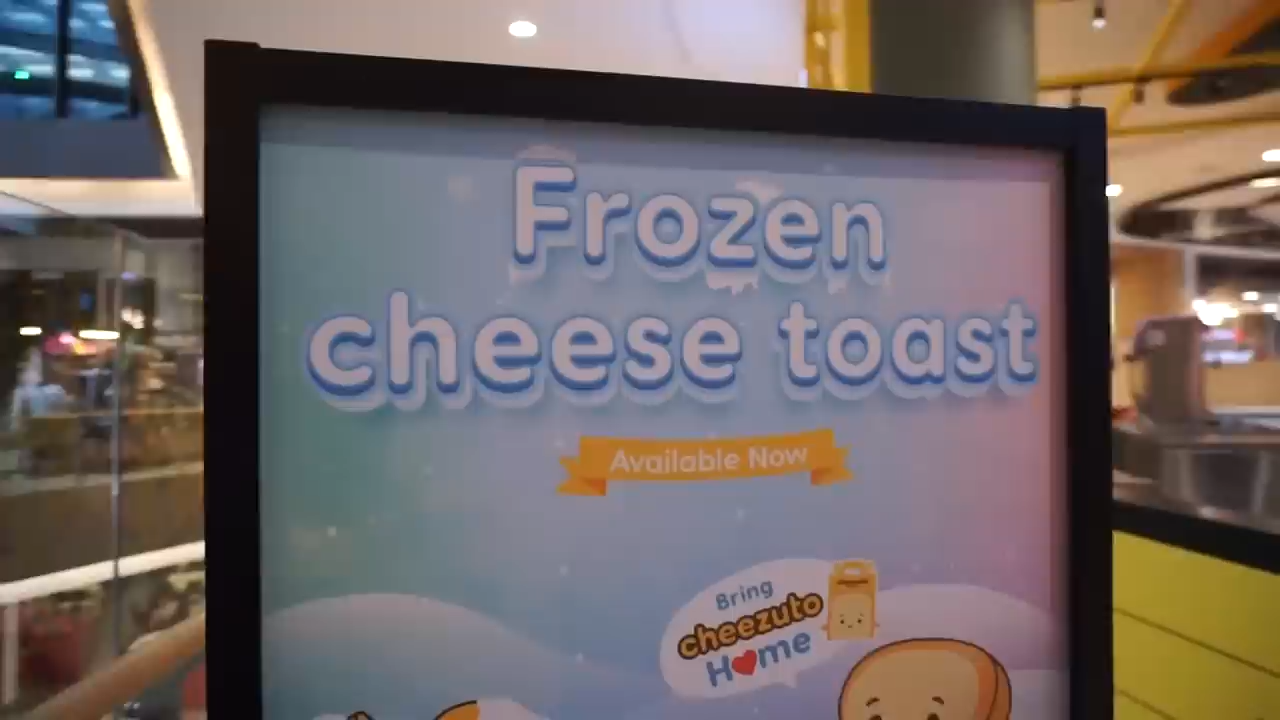 Frozen
cheese toast
Available Now
Bring
cheezuto
Home